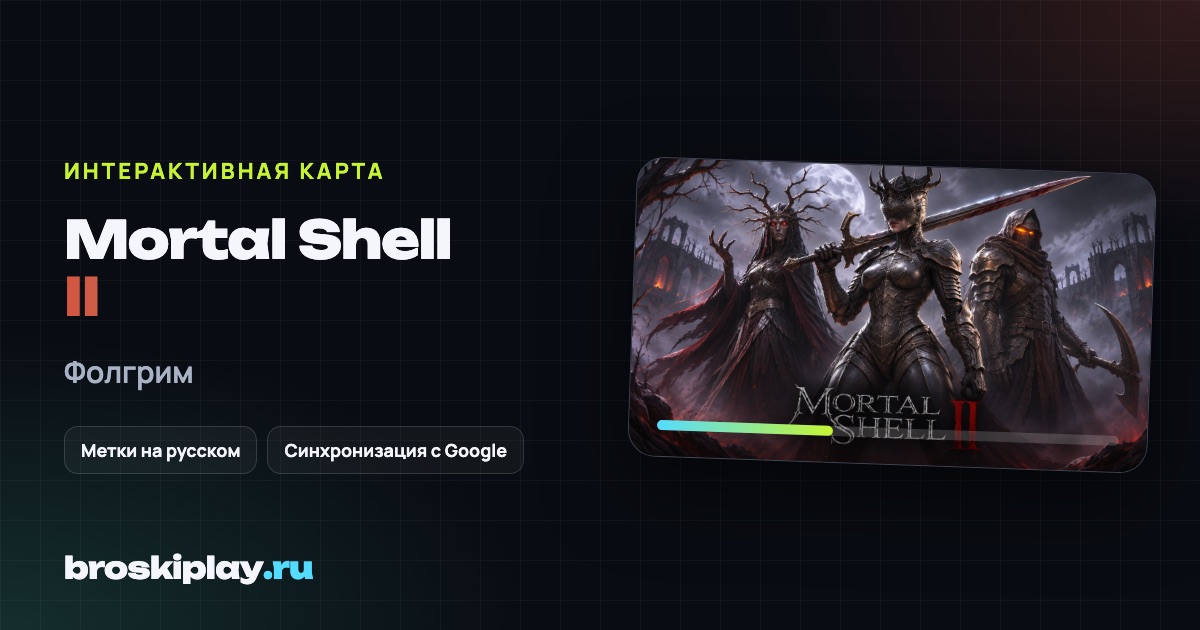 ИНТЕРАКТИВНАЯ КАРТА
Mortal Shell
II
Фолгрим
Метки на русском
Синхронизация с Google
broskiplay.ru
MORTAL
SHELL II